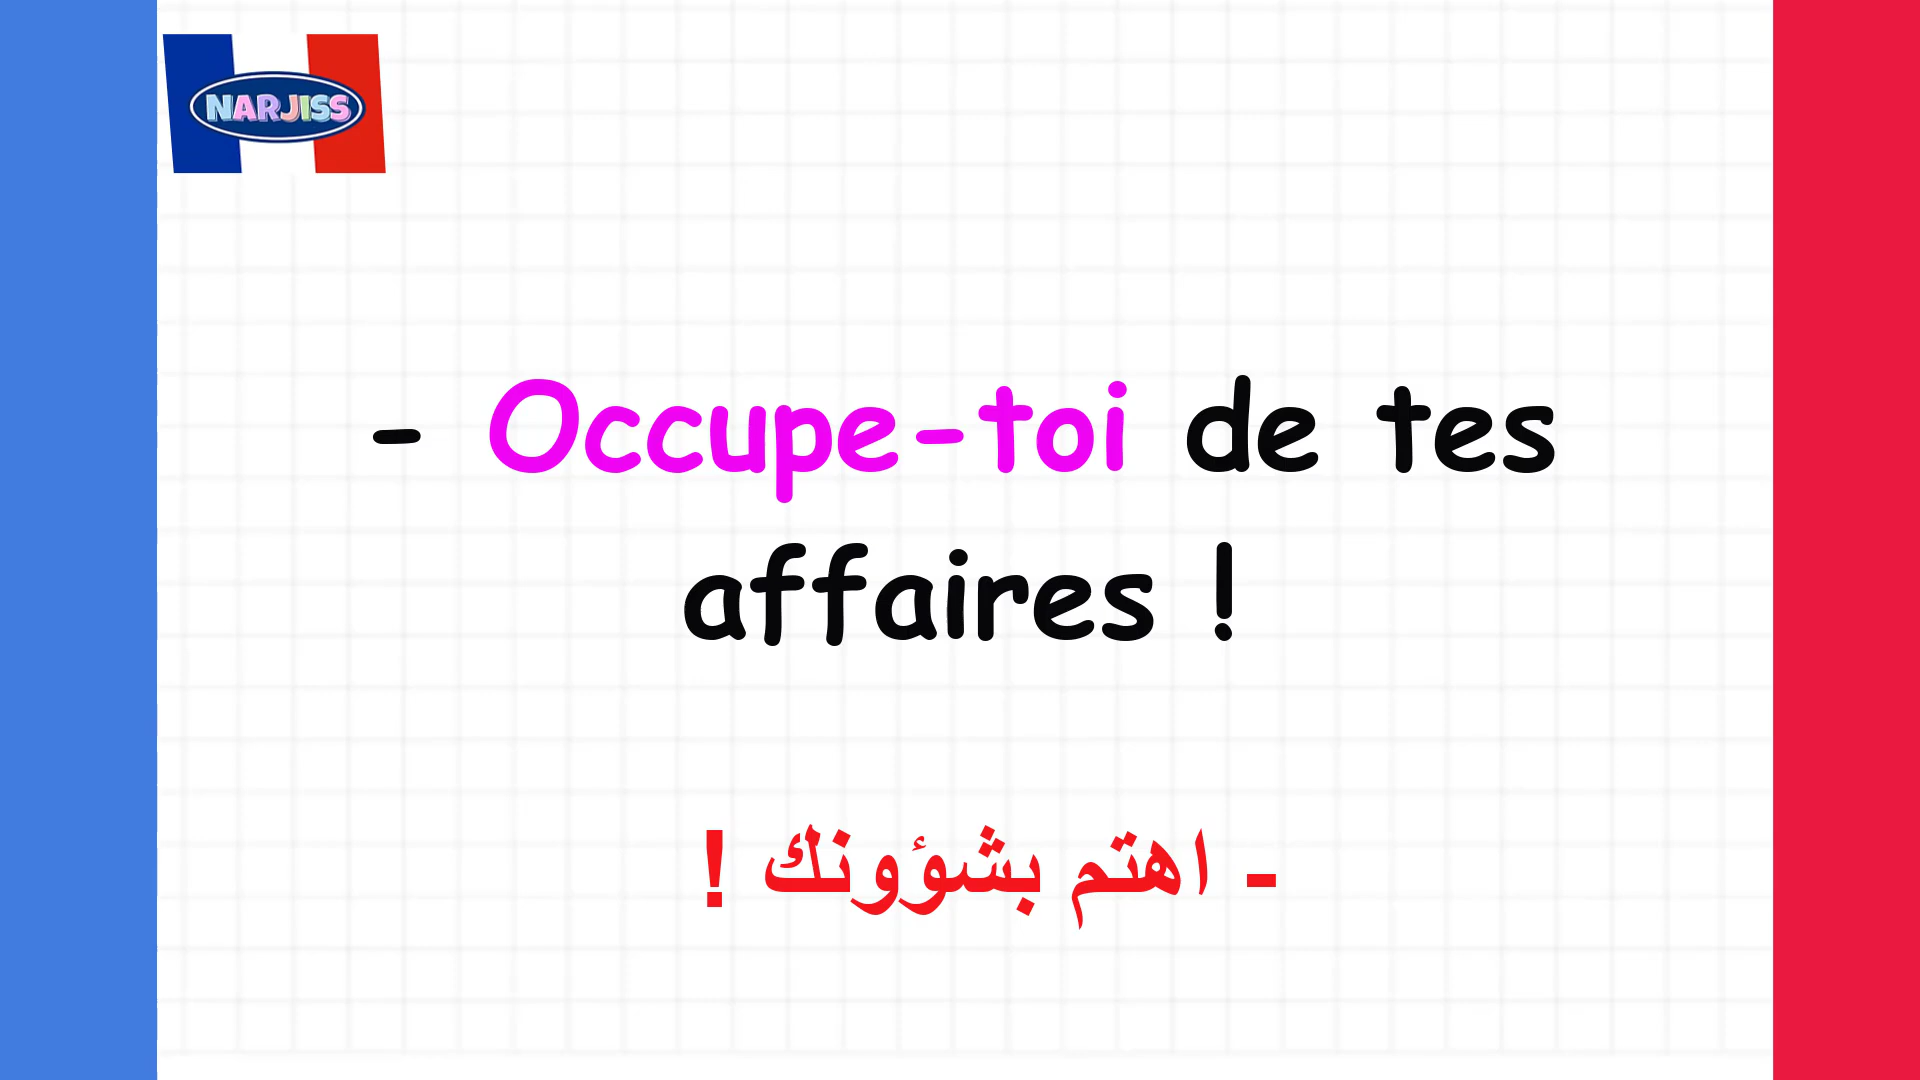 NARJISS
- Occupe-toi de tes
affaires !
- اهتم بشؤونك !